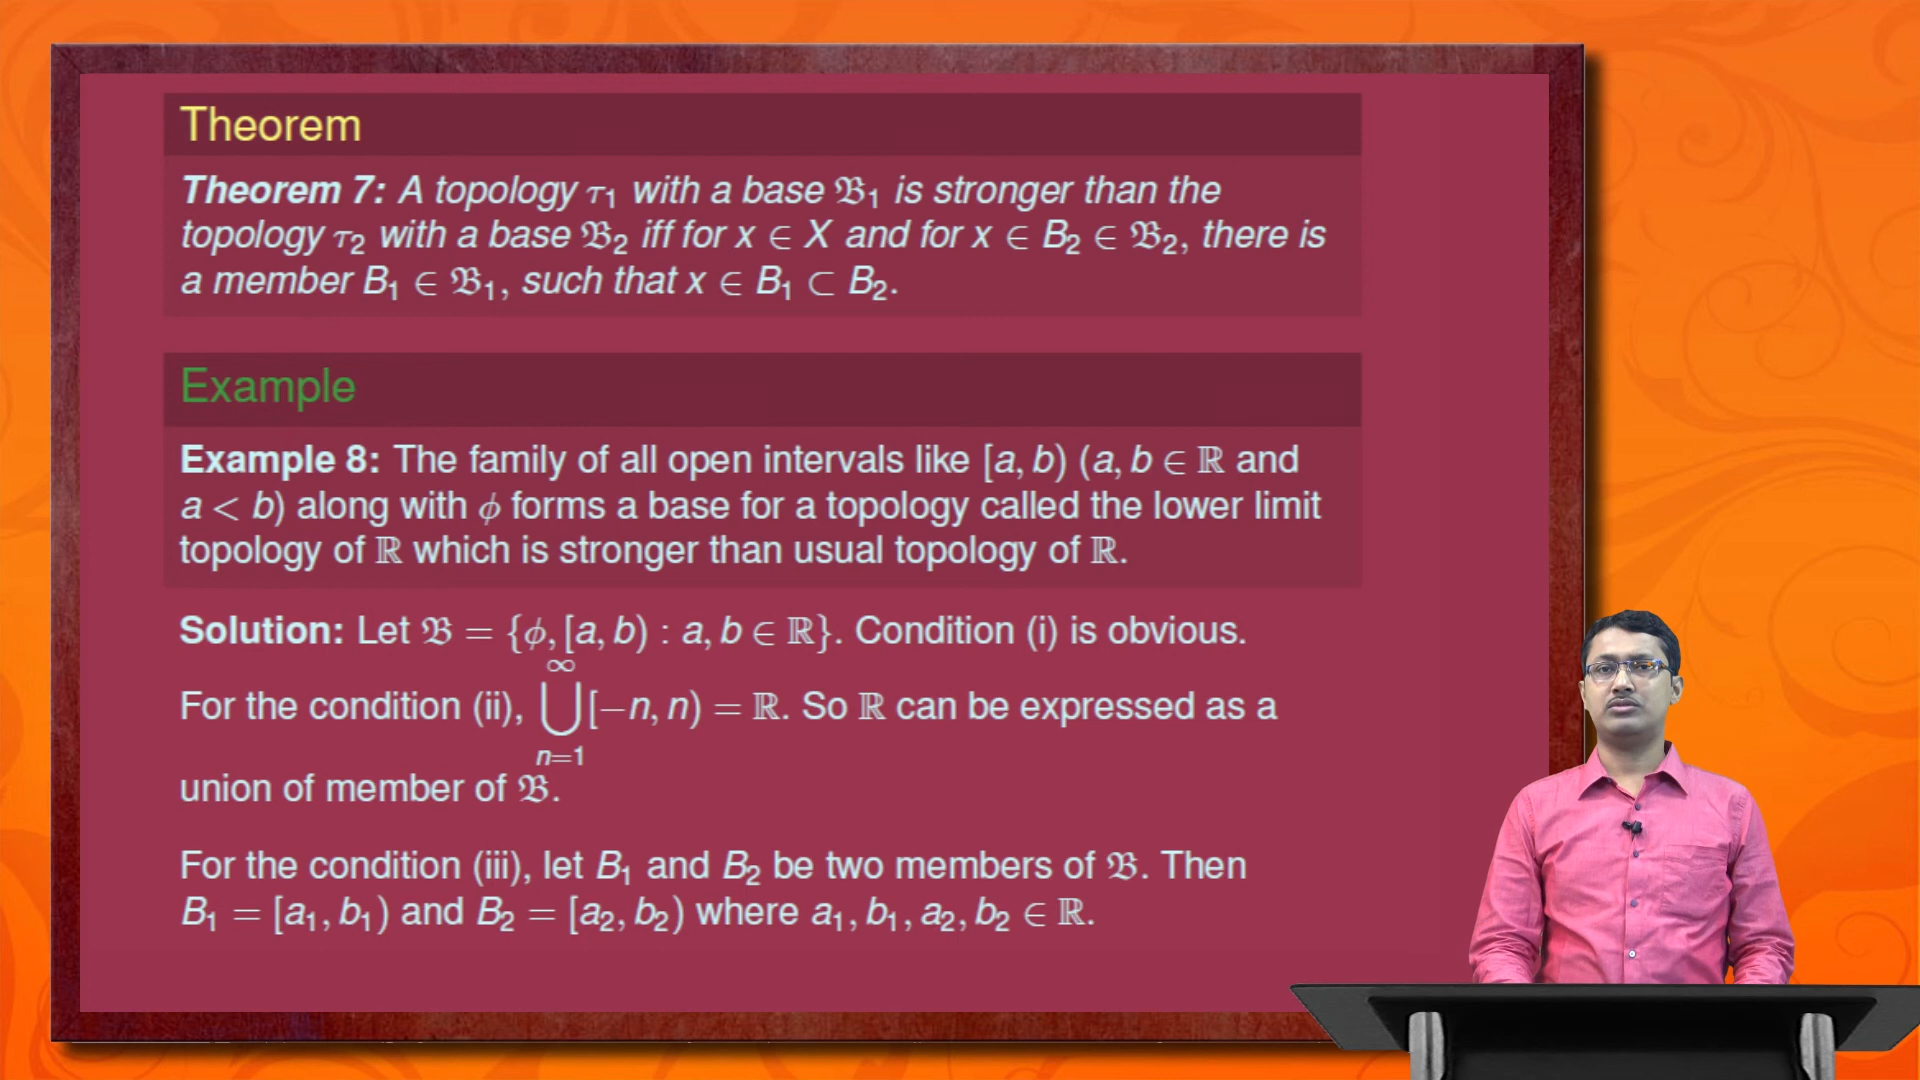 Theorem
Theorem 7: A topology τ₁ with a base 𝔅₁ is stronger than the
topology τ₂ with a base 𝔅₂ iff for x ∈ X and for x ∈ B₂ ∈ 𝔅₂, there is
a member B₁ ∈ 𝔅₁, such that x ∈ B₁ ⊂ B₂.
Example
Example 8: The family of all open intervals like [a, b) (a, b ∈ ℝ and
a < b) along with ϕ forms a base for a topology called the lower limit
topology of ℝ which is stronger than usual topology of ℝ.
Solution: Let 𝔅 = {ϕ, [a, b) : a, b ∈ ℝ}. Condition (i) is obvious.
∞
For the condition (ii), ⋃[−n, n) = ℝ. So ℝ can be expressed as a
n=1
union of member of 𝔅.
For the condition (iii), let B₁ and B₂ be two members of 𝔅. Then
B₁ = [a₁, b₁) and B₂ = [a₂, b₂) where a₁, b₁, a₂, b₂ ∈ ℝ.